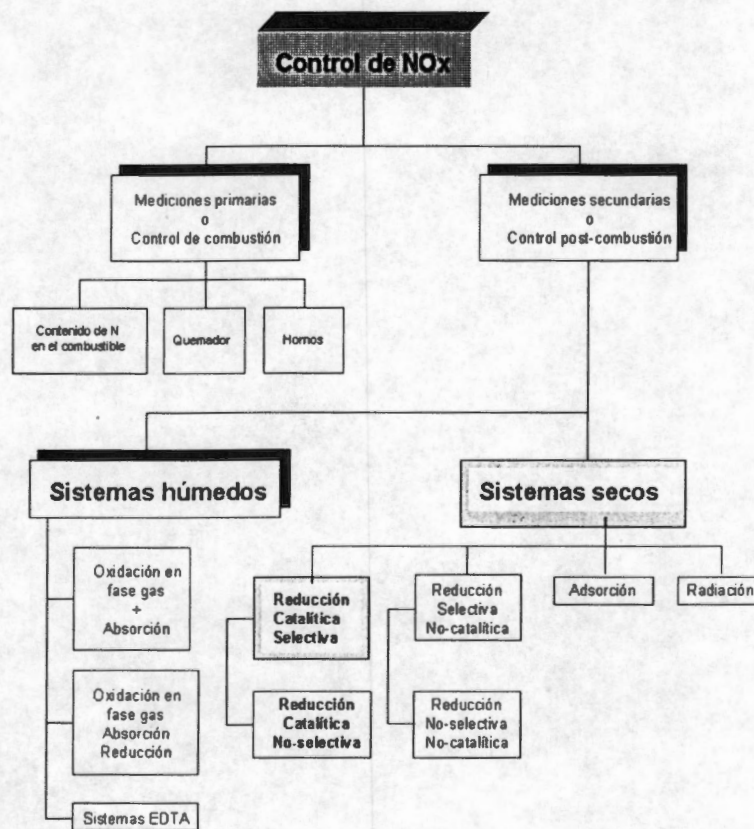 Control de NOx
Mediciones primarias
o
Control de combustión
Mediciones secundarias
o
Control post-combustión
Contenido de N
en el combustible
Quemador
Hornos
Sistemas húmedos
Sistemas secos
Oxidación en
fase gas
+
Absorción
Oxidación en
fase gas
Absorción
Reducción
Sistemas EDTA
Reducción
Catalítica
Selectiva
Reducción
Catalítica
No-selectiva
Reducción
Selectiva
No-catalítica
Reducción
No-selectiva
No-catalítica
Adsorción
Radiación